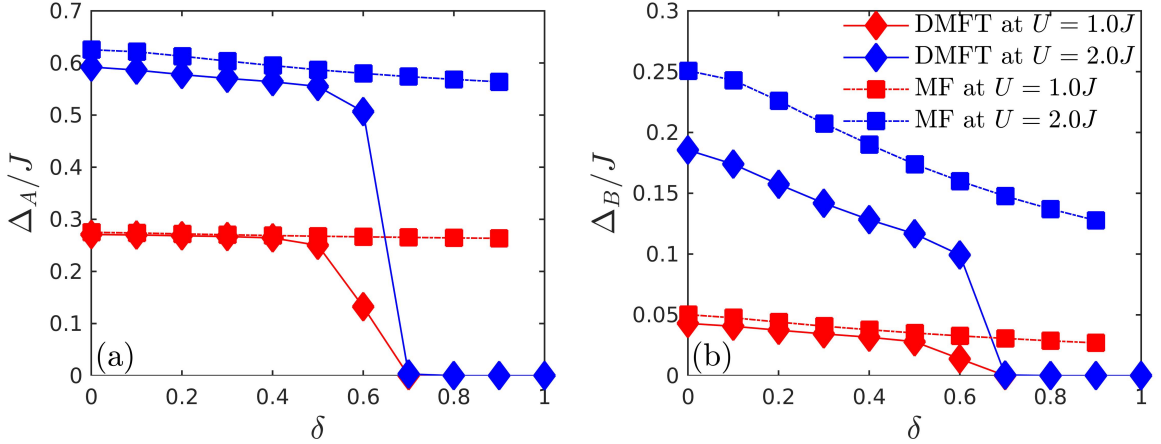 0.7
0.6
0.5
0.4
0.3
0.2
0.1
0
Δ_A/J
(a)
0 0.2 0.4 0.6 0.8 1
δ
0.3
0.25
0.2
0.15
0.1
0.05
0
Δ_B/J
DMFT at U = 1.0J
DMFT at U = 2.0J
MF at U = 1.0J
MF at U = 2.0J
(b)
0 0.2 0.4 0.6 0.8 1
δ